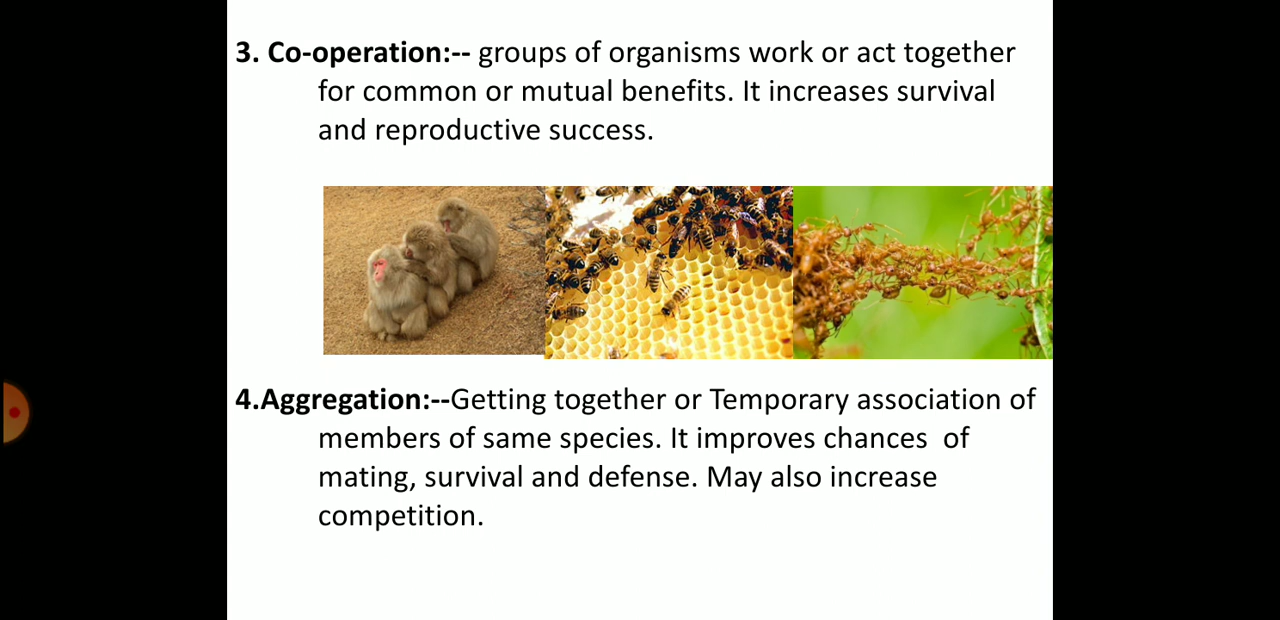 3. Co-operation:-- groups of organisms work or act together
for common or mutual benefits. It increases survival
and reproductive success.
4.Aggregation:--Getting together or Temporary association of
members of same species. It improves chances  of
mating, survival and defense. May also increase
competition.